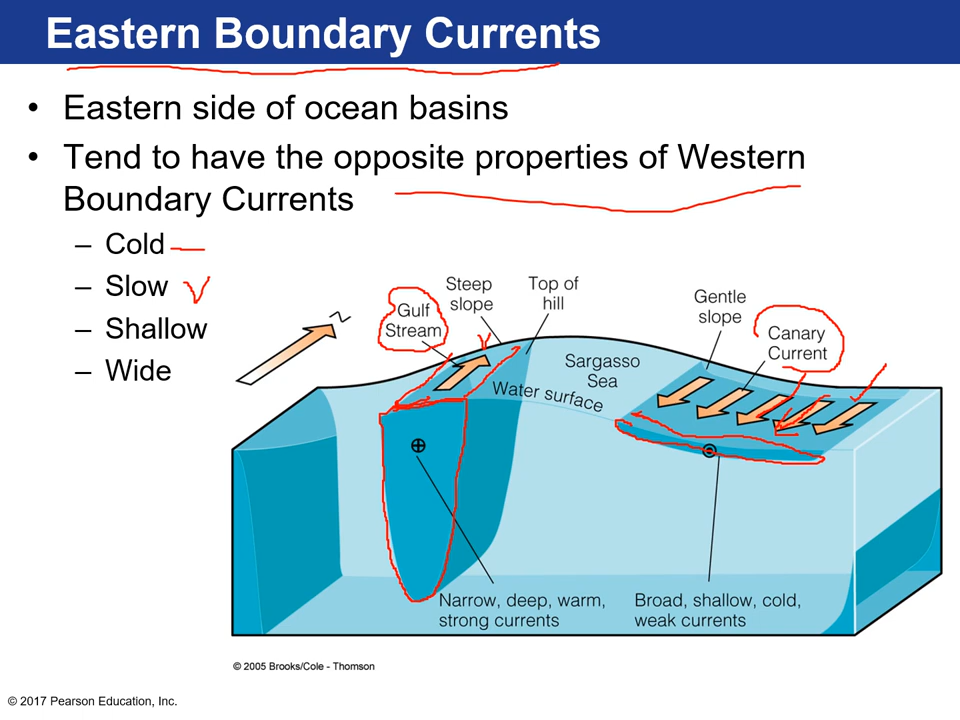 Eastern Boundary Currents
• Eastern side of ocean basins
• Tend to have the opposite properties of Western
Boundary Currents
– Cold
– Slow
– Shallow
– Wide
N
Gulf
Stream
Steep
slope
Top of
hill
Gentle
slope
Canary
Current
Sargasso
Sea
Water surface
Narrow, deep, warm,
strong currents
Broad, shallow, cold,
weak currents
© 2005 Brooks/Cole - Thomson
© 2017 Pearson Education, Inc.